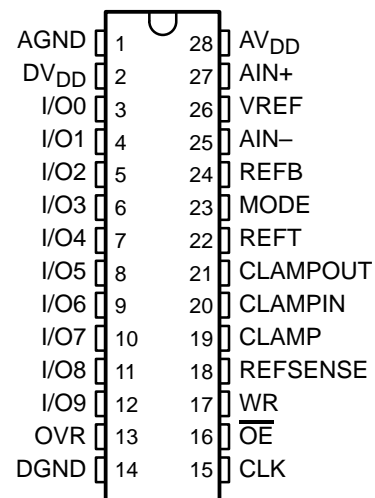 AGND 1 28 AVDD
DVDD 2 27 AIN+
I/O0 3 26 VREF
I/O1 4 25 AIN–
I/O2 5 24 REFB
I/O3 6 23 MODE
I/O4 7 22 REFT
I/O5 8 21 CLAMPOUT
I/O6 9 20 CLAMPIN
I/O7 10 19 CLAMP
I/O8 11 18 REFSENSE
I/O9 12 17 WR
OVR 13 16 O̅E̅
DGND 14 15 CLK